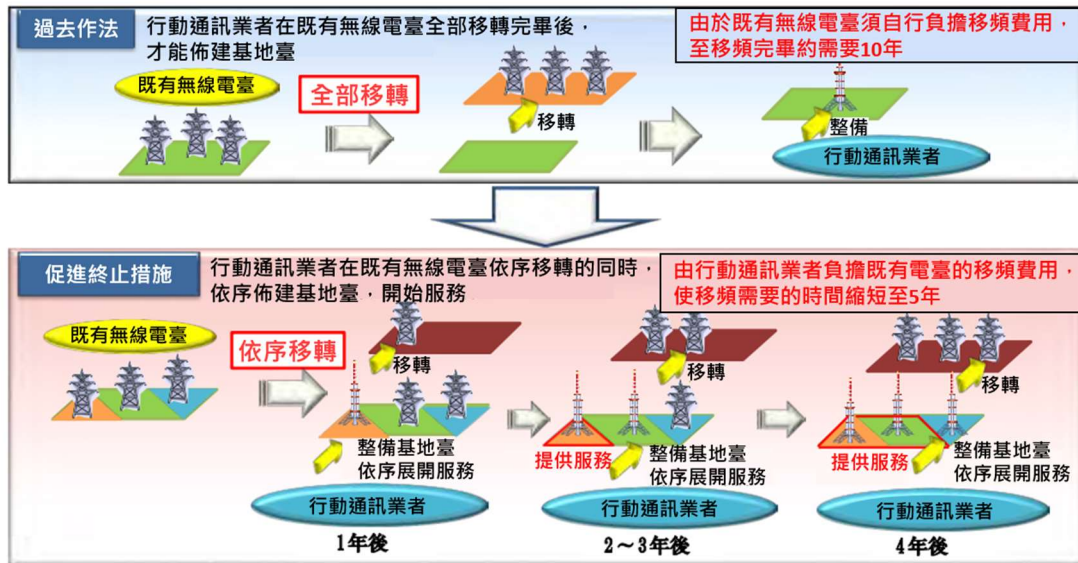 過去作法
行動通訊業者在既有無線電臺全部移轉完畢後，
才能佈建基地臺
由於既有無線電臺須自行負擔移頻費用，
至移頻完畢約需要10年
既有無線電臺
全部移轉
移轉
整備
行動通訊業者
促進終止措施
行動通訊業者在既有無線電臺依序移轉的同時，
依序佈建基地臺，開始服務
由行動通訊業者負擔既有電臺的移頻費用，
使移頻需要的時間縮短至5年
既有無線電臺
依序移轉
移轉
整備基地臺
依序展開服務
行動通訊業者
1年後
移轉
提供服務
整備基地臺
依序展開服務
行動通訊業者
2～3年後
移轉
提供服務
整備基地臺
依序展開服務
行動通訊業者
4年後